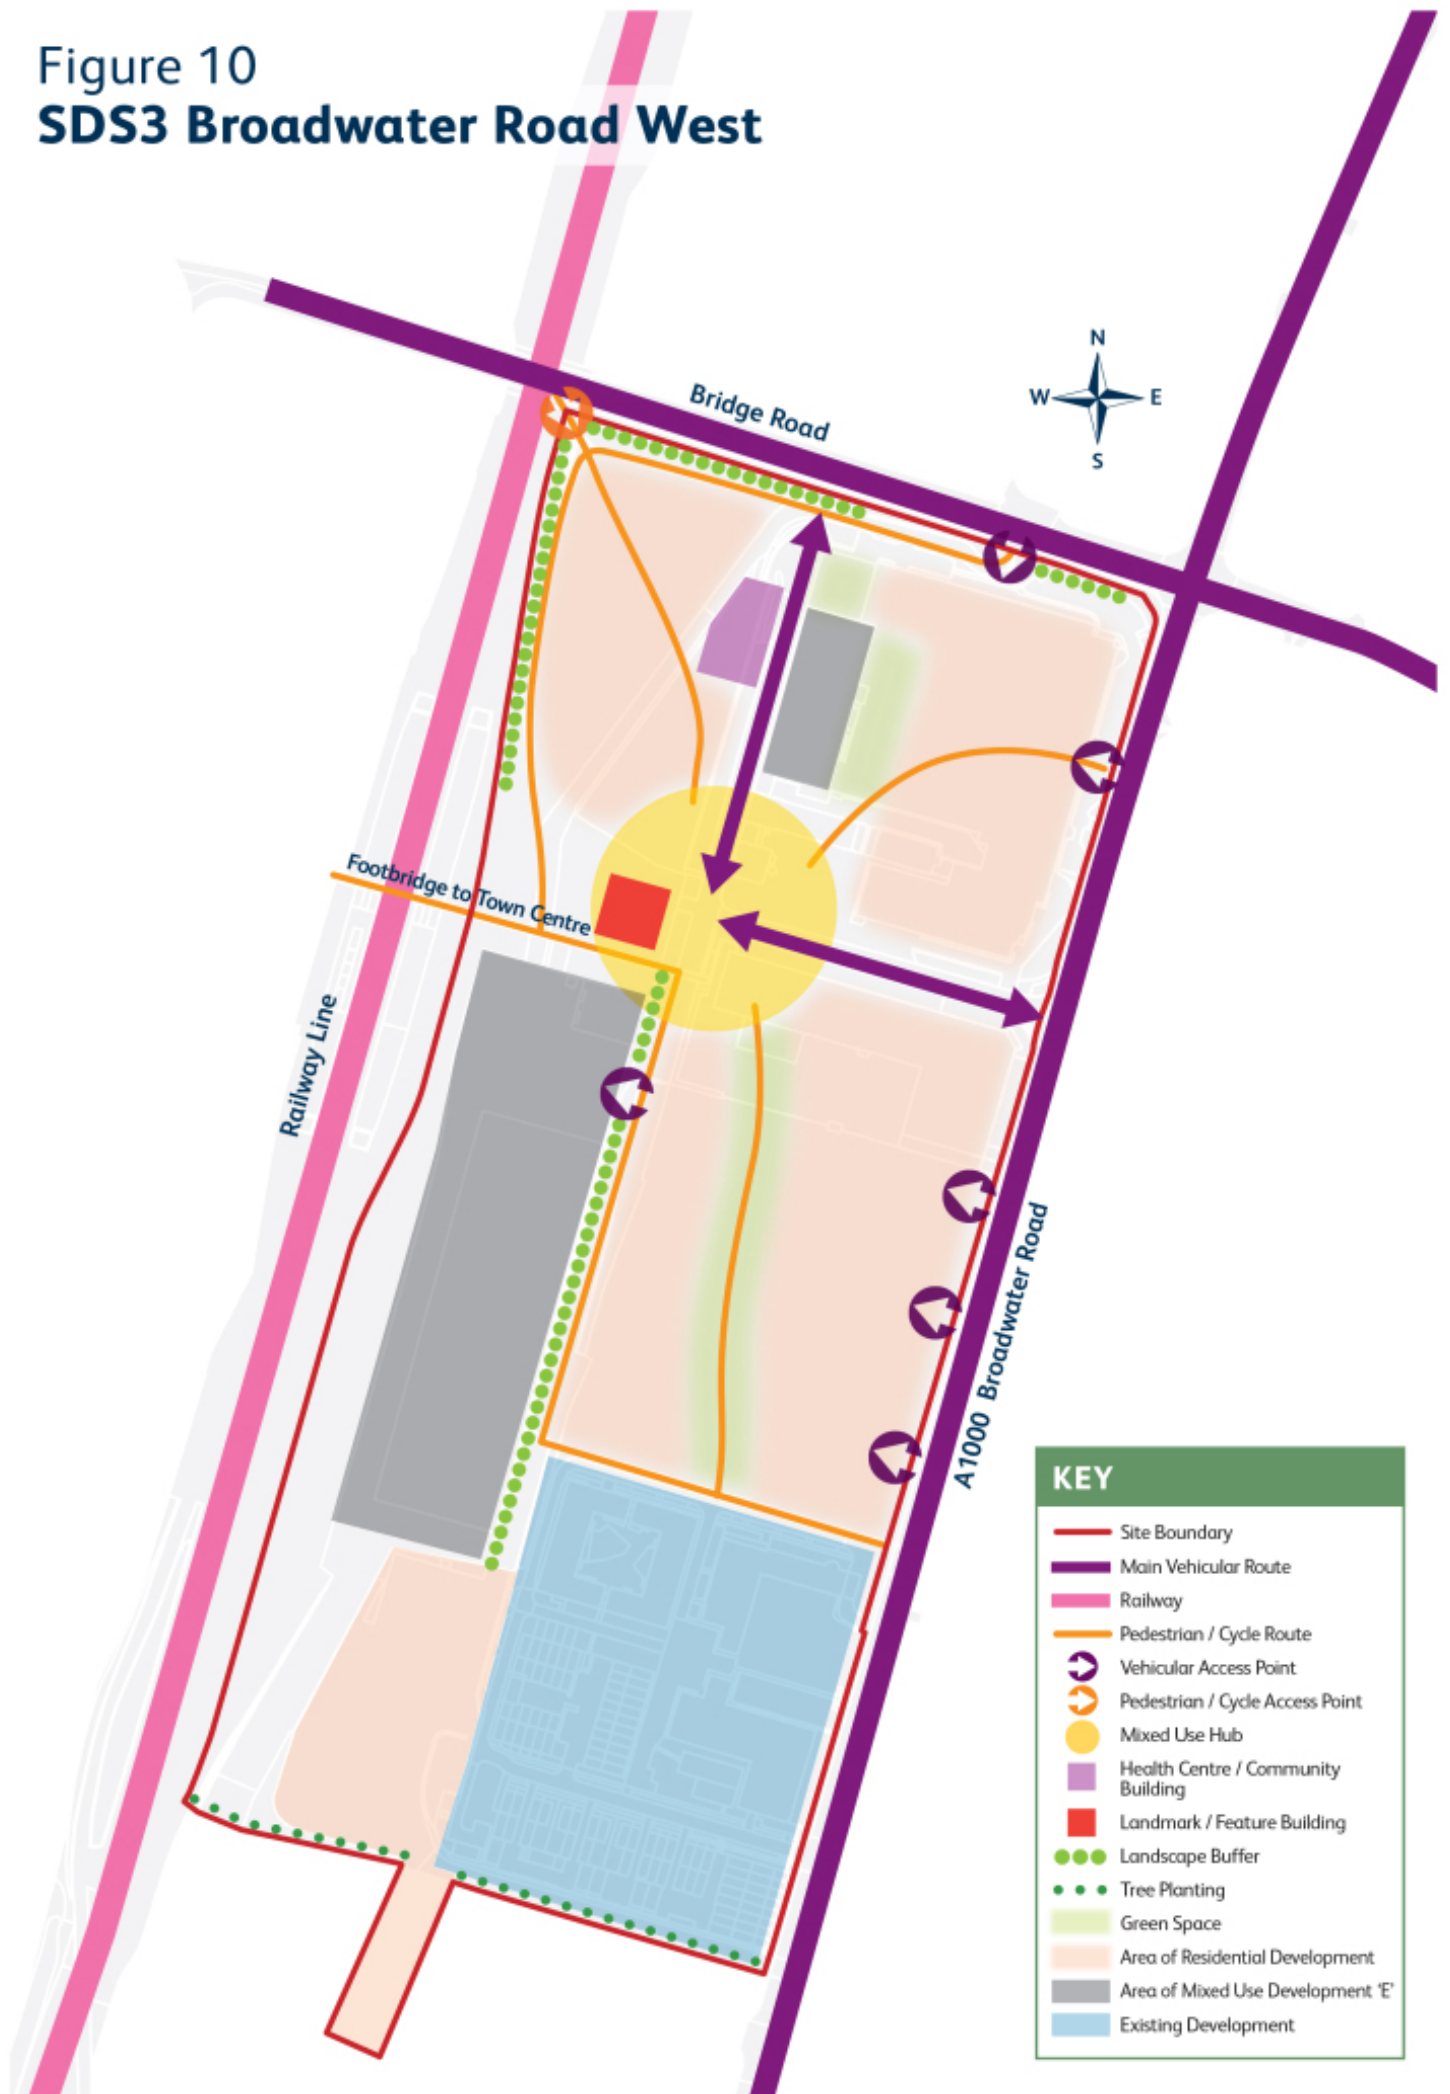 Figure 10
SDS3 Broadwater Road West
N
W E
S
Bridge Road
Footbridge to Town Centre
Railway Line
A1000 Broadwater Road
KEY
Site Boundary
Main Vehicular Route
Railway
Pedestrian / Cycle Route
Vehicular Access Point
Pedestrian / Cycle Access Point
Mixed Use Hub
Health Centre / Community
Building
Landmark / Feature Building
Landscape Buffer
Tree Planting
Green Space
Area of Residential Development
Area of Mixed Use Development 'E'
Existing Development